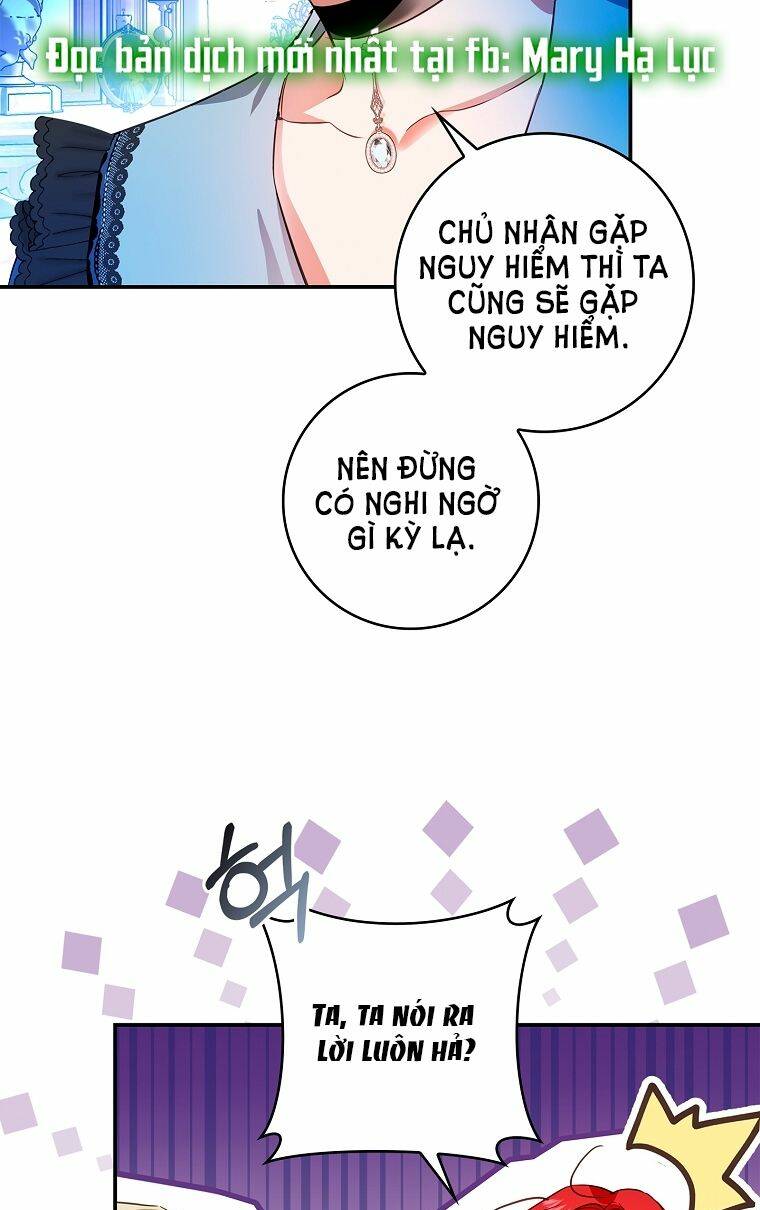 Đọc bản dịch mới nhất tại fb: Mary Hạ Lục
CHỦ NHÂN GẶP
NGUY HIỂM THÌ TA
CŨNG SẼ GẶP
NGUY HIỂM.
NÊN ĐỪNG
CÓ NGHI NGỜ
GÌ KỲ LẠ.
헉
TA, TA NÓI RA
LỜI LUÔN HẢ?